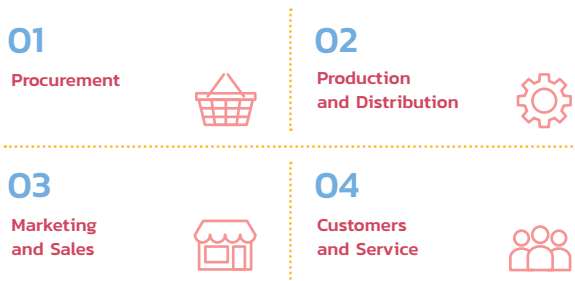 01
Procurement
02
Production
and Distribution
03
Marketing
and Sales
04
Customers
and Service